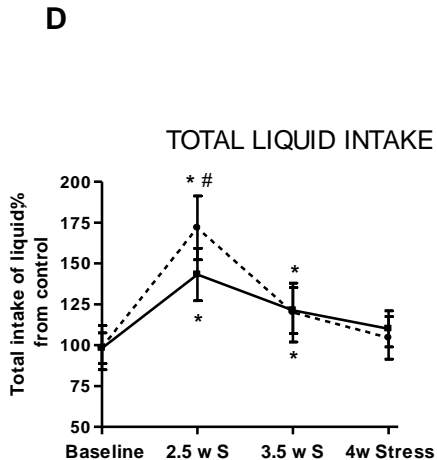 D
TOTAL LIQUID INTAKE
Total intake of liquid%
from control
200
175
150
125
100
75
50
* #
*
*
*
Baseline 2.5 w S 3.5 w S 4w Stress